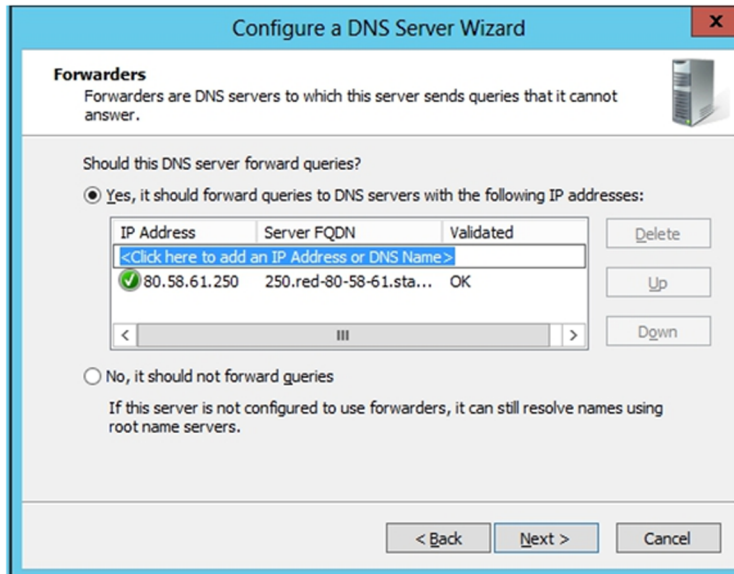 Configure a DNS Server Wizard
x
Forwarders
Forwarders are DNS servers to which this server sends queries that it cannot
answer.
Should this DNS server forward queries?
Yes, it should forward queries to DNS servers with the following IP addresses:
IP Address Server FQDN Validated
<Click here to add an IP Address or DNS Name>
80.58.61.250 250.red-80-58-61.sta... OK
Delete
Up
Down
No, it should not forward queries
If this server is not configured to use forwarders, it can still resolve names using
root name servers.
< Back Next > Cancel